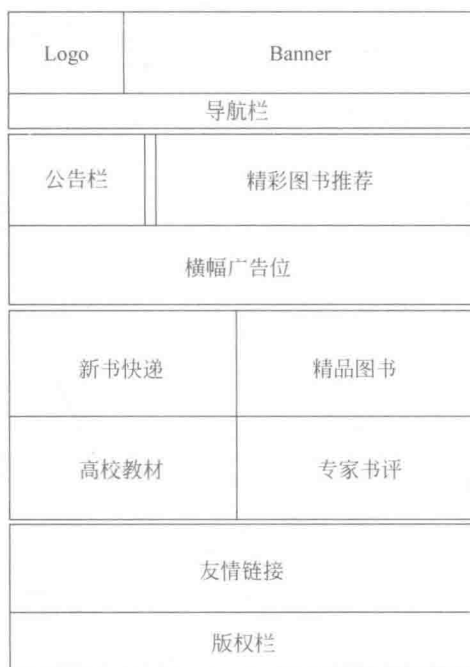 Logo
Banner
导航栏
公告栏
精彩图书推荐
横幅广告位
新书快递
精品图书
高校教材
专家书评
友情链接
版权栏